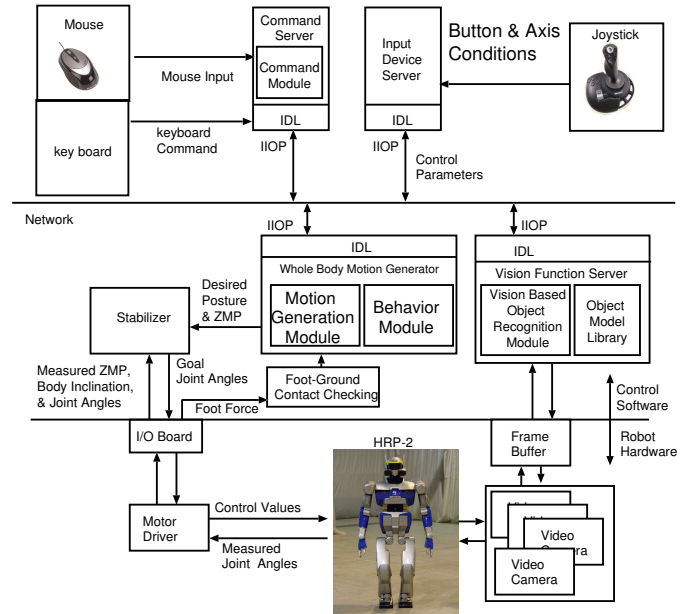 Mouse
key board
Mouse Input
keyboard
Command
Command
Server
Command
Module
IDL
IIOP
Input
Device
Server
IDL
IIOP
Control
Parameters
Button & Axis
Conditions
Joystick
Network
IIOP
IDL
Whole Body Motion Generator
Motion
Generation
Module
Behavior
Module
IIOP
IDL
Vision Function Server
Vision Based
Object
Recognition
Module
Object
Model
Library
Desired
Posture
& ZMP
Stabilizer
Measured ZMP,
Body Inclination,
& Joint Angles
Goal
Joint Angles
Foot-Ground
Contact Checking
Foot Force
Control
Software
Robot
Hardware
I/O Board
Frame
Buffer
HRP-2
Motor
Driver
Control Values
Measured
Joint Angles
Video
Video
Camera